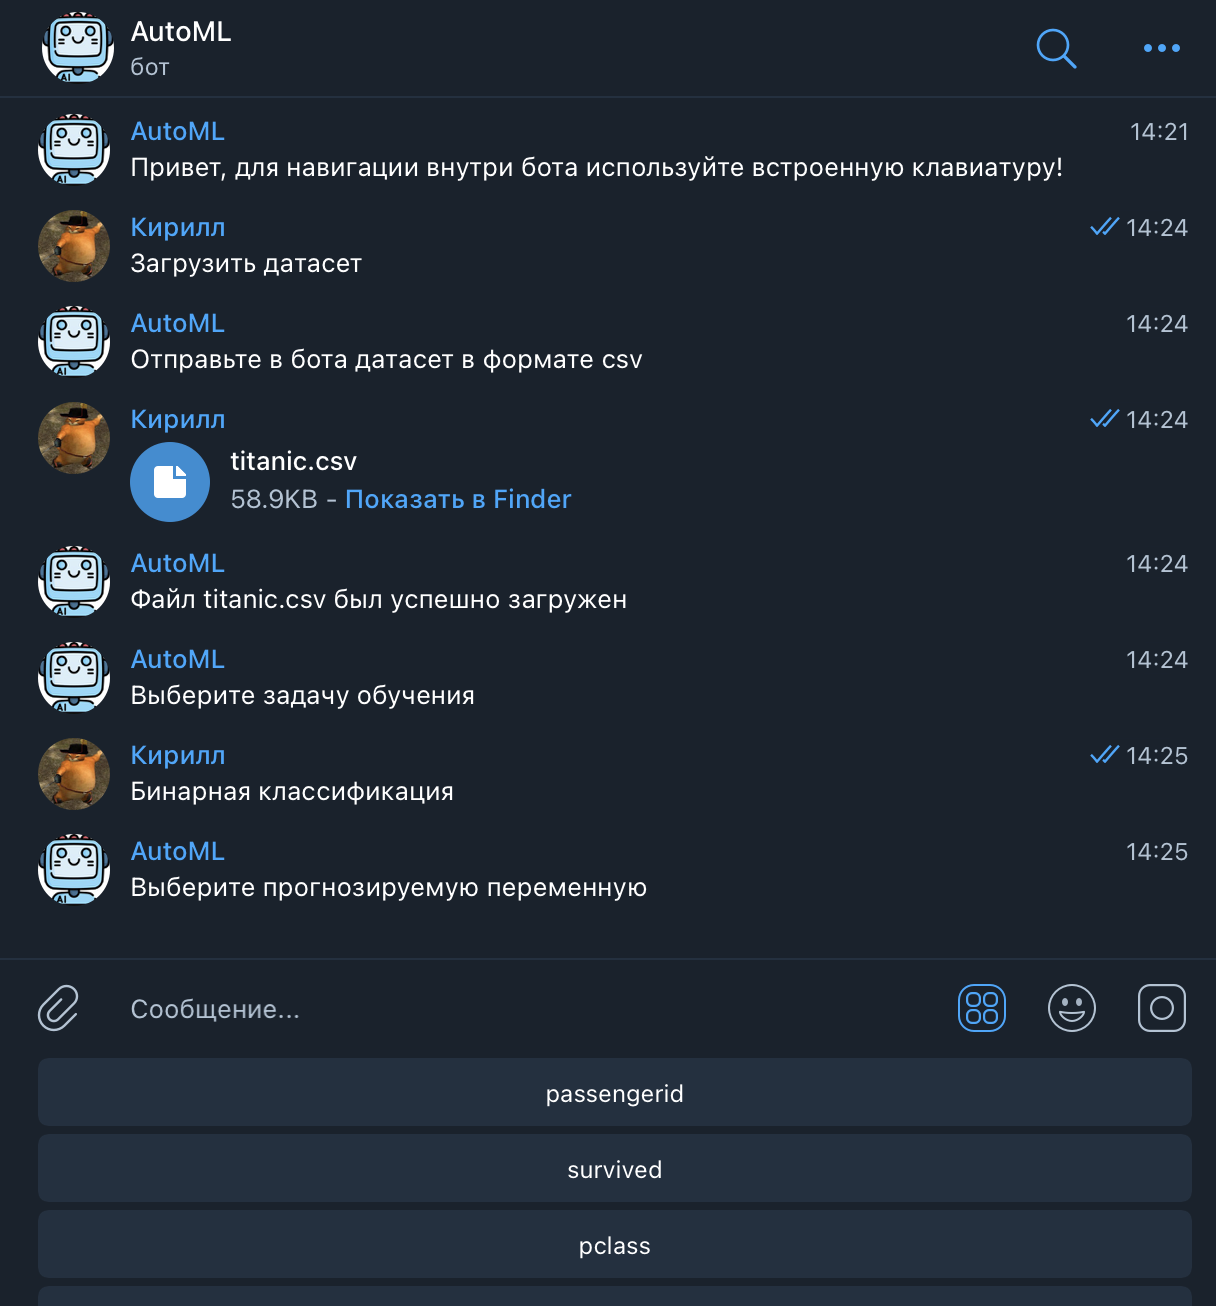 AutoML
бот
AutoML 14:21
Привет, для навигации внутри бота используйте встроенную клавиатуру!
Кирилл 14:24
Загрузить датасет
AutoML 14:24
Отправьте в бота датасет в формате csv
Кирилл 14:24
titanic.csv
58.9KB - Показать в Finder
AutoML 14:24
Файл titanic.csv был успешно загружен
AutoML 14:24
Выберите задачу обучения
Кирилл 14:25
Бинарная классификация
AutoML 14:25
Выберите прогнозируемую переменную
Сообщение...
passengerid
survived
pclass